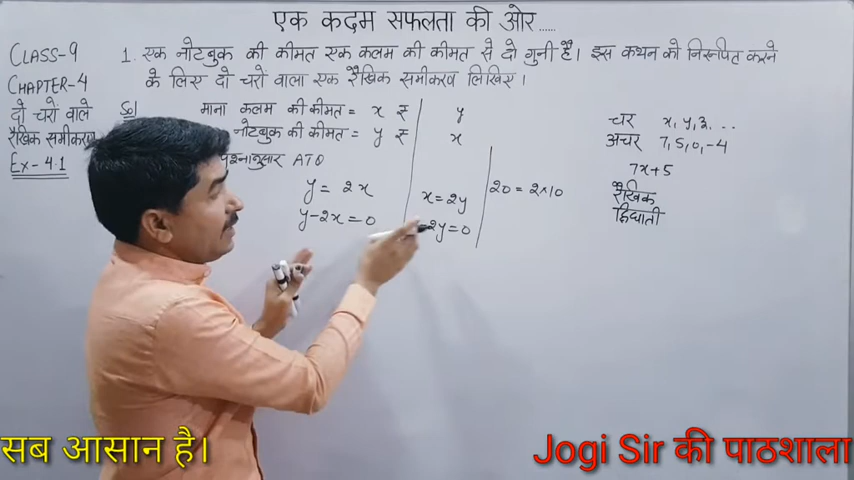 एक कदम सफलता की ओर......
CLASS-9
CHAPTER-4
दो चरों वाले
रैखिक समीकरण
Ex-4.1
1. एक नोटबुक की कीमत एक कलम की कीमत से दो गुनी है। इस कथन को निरूपित करने
के लिए दो चरों वाला एक रैखिक समीकरण लिखिए।
Sol
माना कलम की कीमत = x ₹
नोटबुक की कीमत = y ₹
प्रश्नानुसार ATQ
y = 2x
y-2x=0
y
x
x=2y
-2y=0
20 = 2×10
चर x, y, z, ...
अचर 7, 5, 0, -4
7x+5
रैखिक
द्विघाती
सब आसान है।
Jogi Sir की पाठशाला